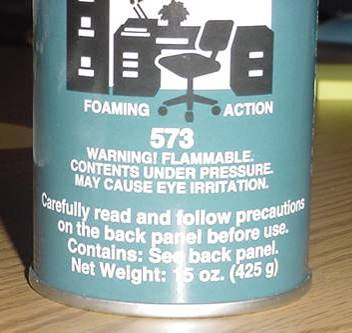 FOAMING ACTION
573
WARNING! FLAMMABLE.
CONTENTS UNDER PRESSURE.
MAY CAUSE EYE IRRITATION.
Carefully read and follow precautions
on the back panel before use.
Contains: See back panel.
Net Weight: 15 oz. (425 g)